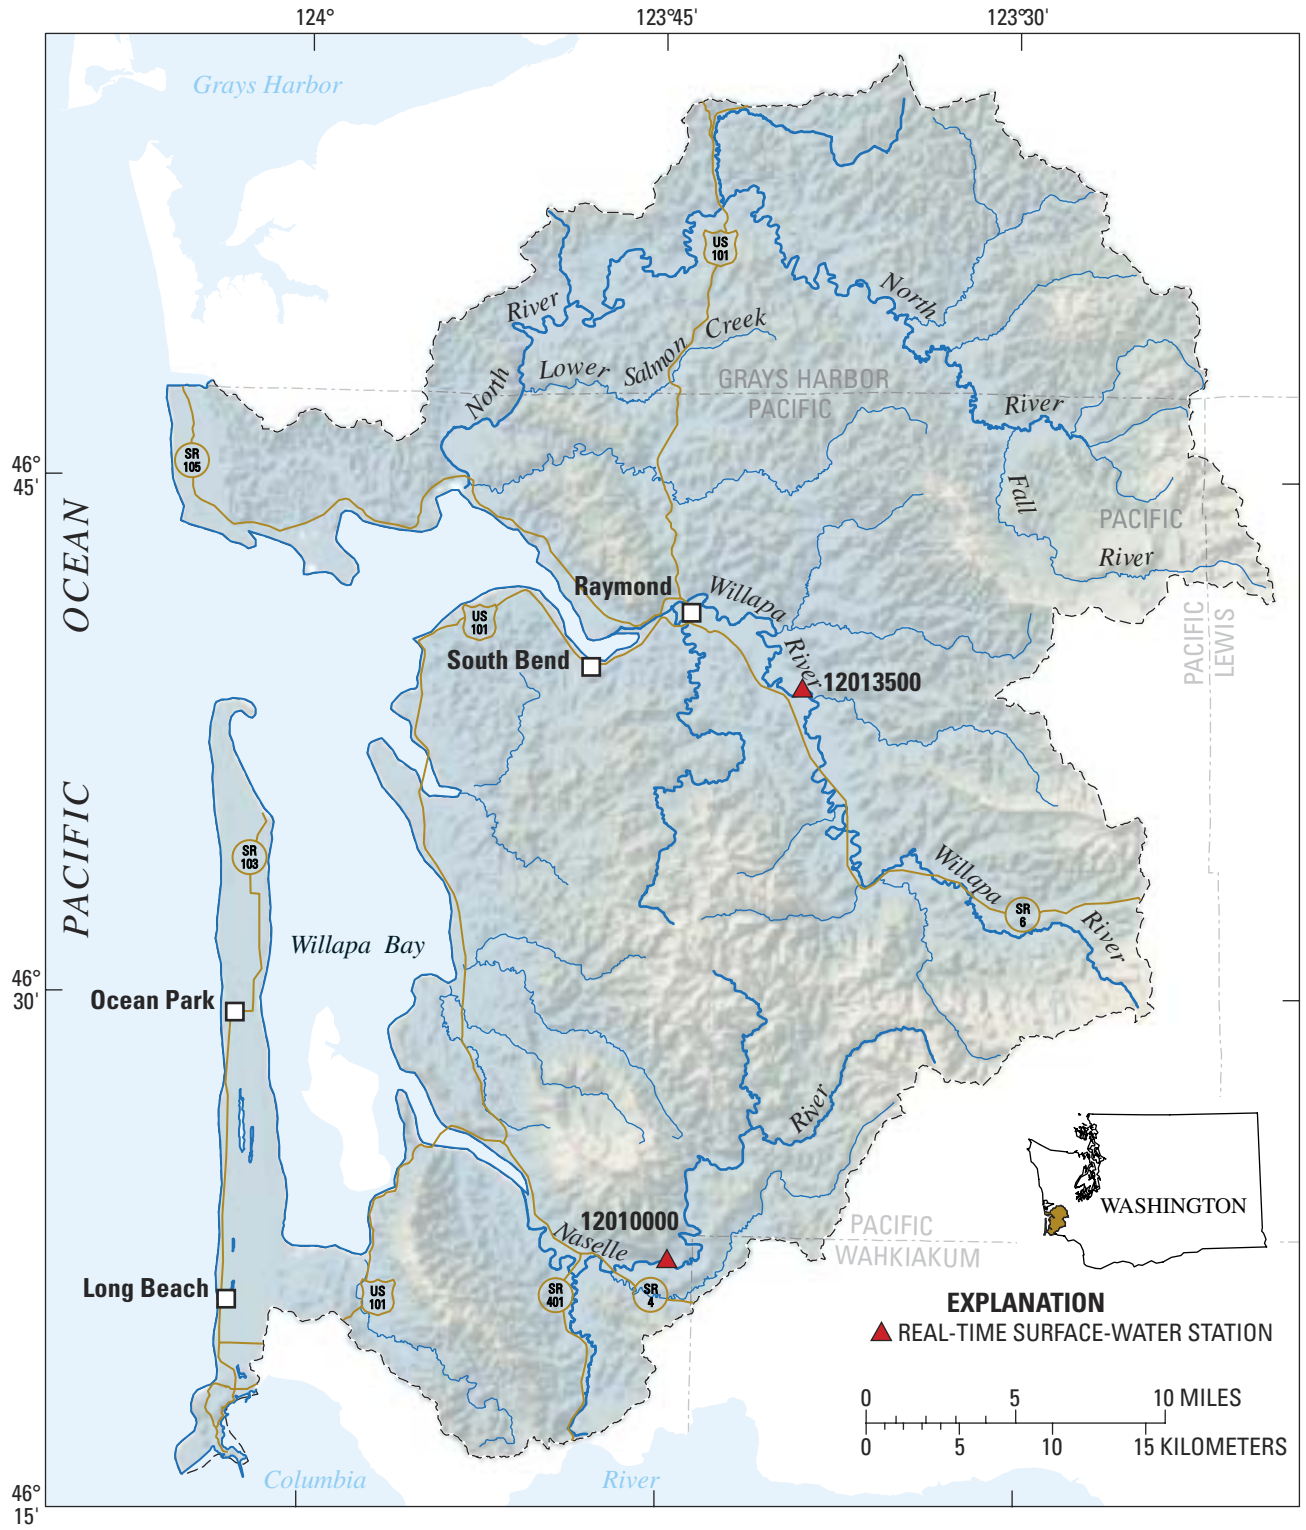 124°
123°45'
123°30'
Grays Harbor
US
101
North
River
Creek
Salmon
Lower
North
GRAYS HARBOR
PACIFIC
River
SR
105
46°
45'
Fall
PACIFIC
River
OCEAN
Raymond
Willapa
US
101
PACIFIC
LEWIS
South Bend
River
12013500
PACIFIC
SR
103
Willapa
SR
6
River
Willapa Bay
46°
30'
Ocean Park
River
WASHINGTON
12010000
Naselle
PACIFIC
WAHKIAKUM
Long Beach
US
101
SR
401
SR
4
EXPLANATION
REAL-TIME SURFACE-WATER STATION
0 5 10 MILES
0 5 10 15 KILOMETERS
Columbia
River
46°
15'